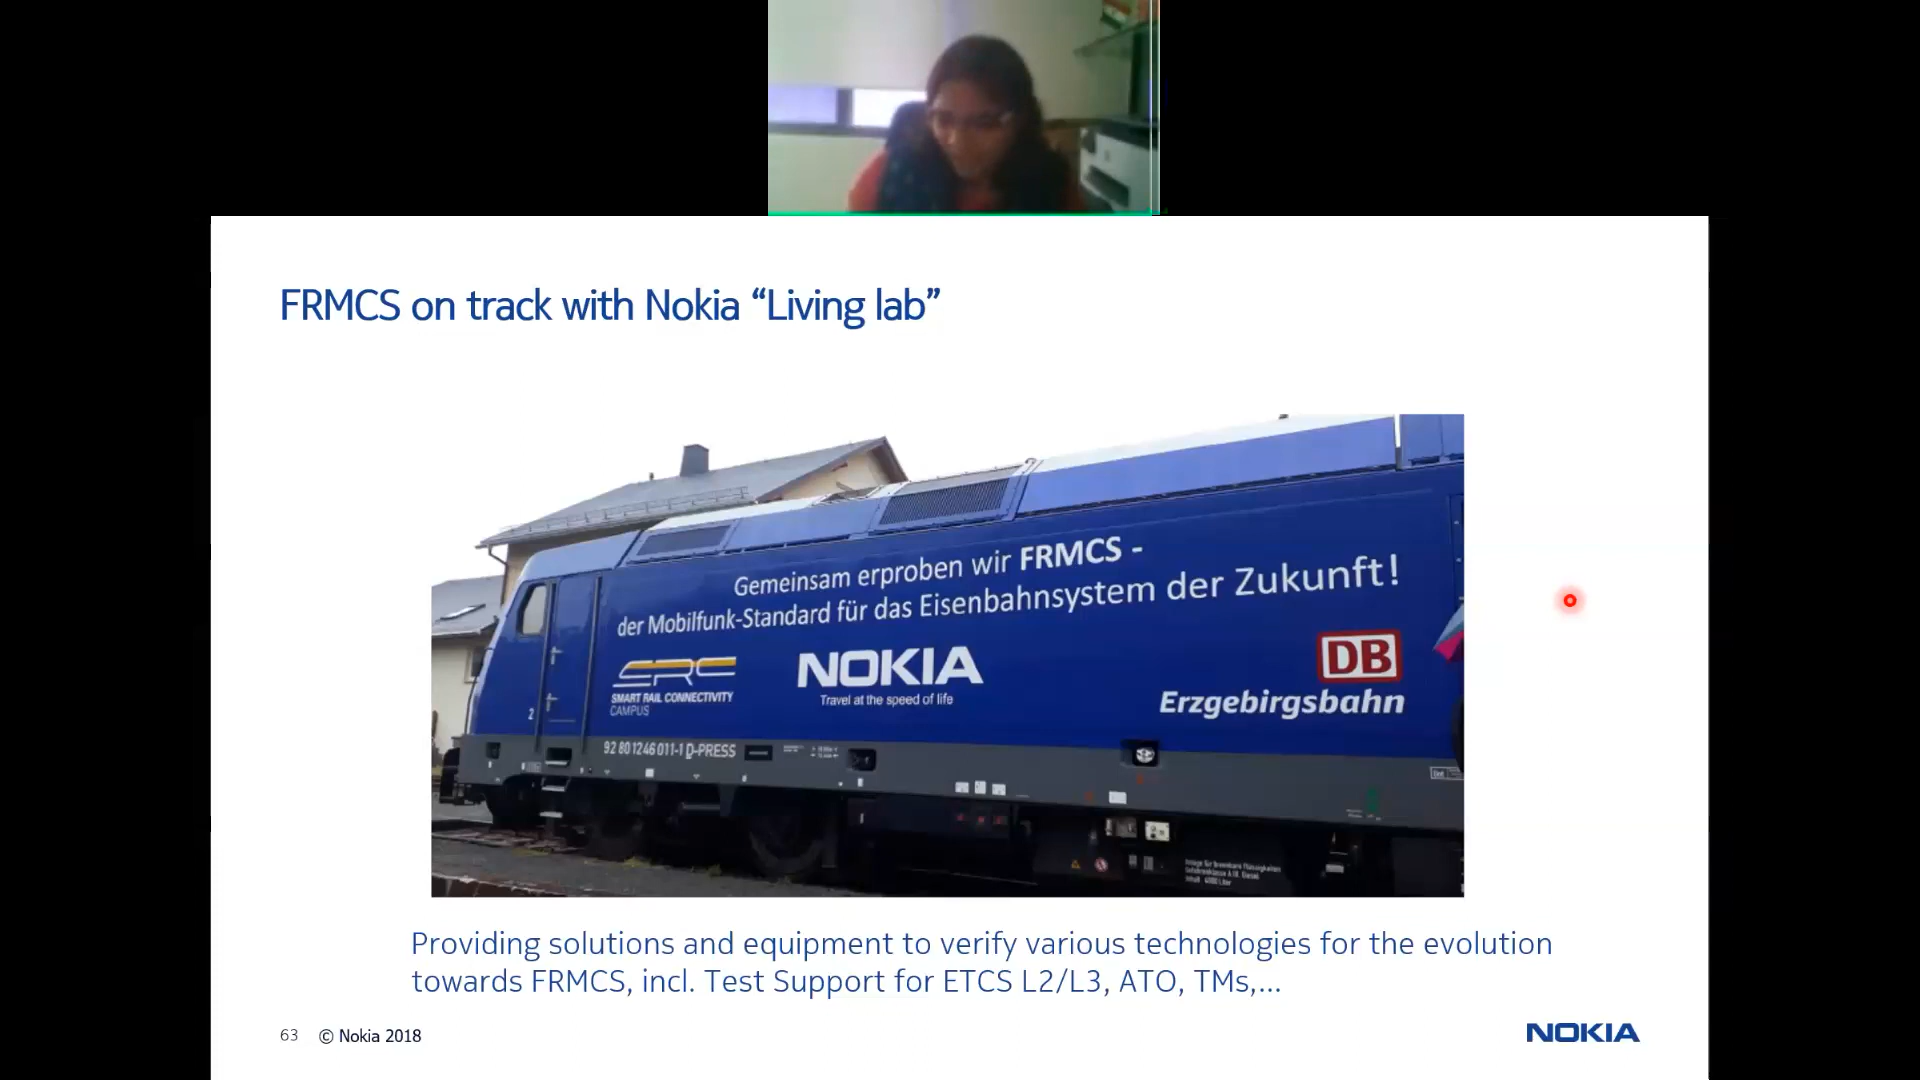 FRMCS on track with Nokia “Living lab”
Gemeinsam erproben wir FRMCS -
der Mobilfunk-Standard für das Eisenbahnsystem der Zukunft!
SMART RAIL CONNECTIVITY
CAMPUS
NOKIA
Travel at the speed of life
DB
Erzgebirgsbahn
2
92 80 1246 011-1 D-PRESS
Providing solutions and equipment to verify various technologies for the evolution
towards FRMCS, incl. Test Support for ETCS L2/L3, ATO, TMs,...
63 © Nokia 2018
NOKIA